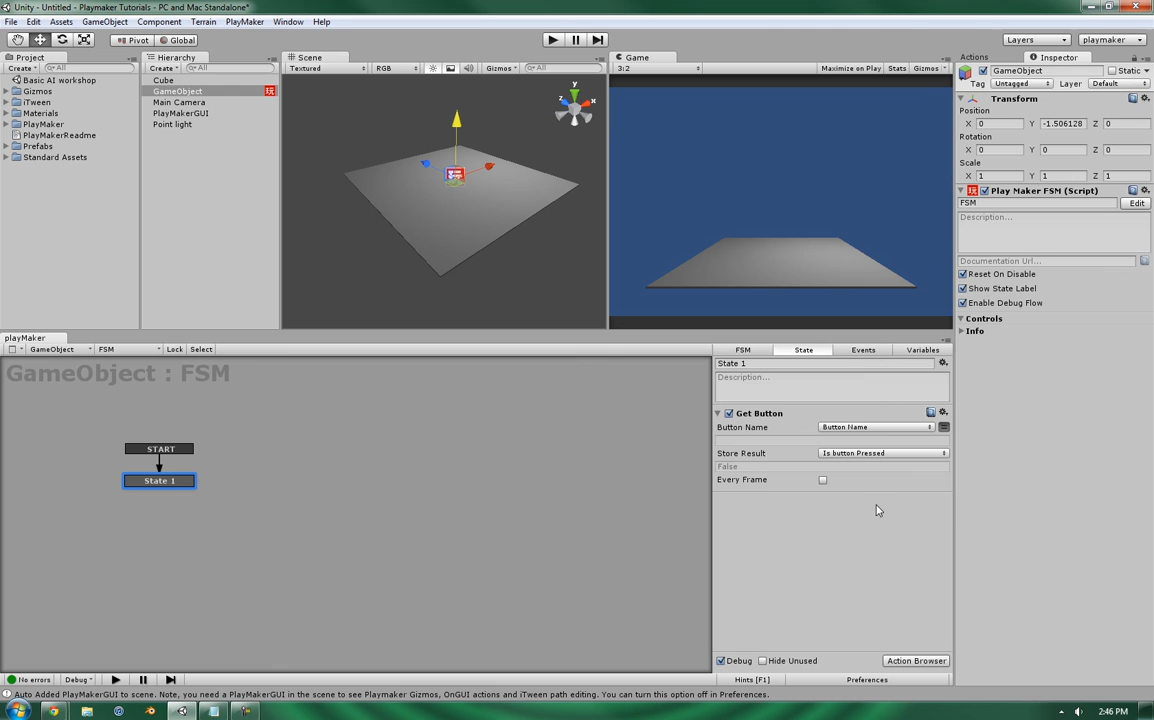 Unity - Untitled - Playmaker Tutorials - PC and Mac Standalone*
File Edit Assets GameObject Component Terrain PlayMaker Window Help
Pivot Global Layers playmaker
Project Hierarchy Scene Game Actions Inspector
Create All Create All Textured RGB Gizmos All 3:2 Maximize on Play Stats Gizmos GameObject Static
Tag Untagged Layer Default
Basic AI workshop
Gizmos
iTween
Materials
PlayMaker
PlayMakerReadme
Prefabs
Standard Assets
Cube
GameObject
Main Camera
PlayMakerGUI
Point light
y
x
z
Transform
Position
X 0 Y -1.506128 Z 0
Rotation
X 0 Y 0 Z 0
Scale
X 1 Y 1 Z 1
Play Maker FSM (Script)
FSM Edit
Description...
Documentation Url...
Reset On Disable
Show State Label
Enable Debug Flow
Controls
Info
playMaker
GameObject FSM Lock Select
GameObject : FSM
START
State 1
FSM State Events Variables
State 1
Description...
Get Button
Button Name Button Name
Store Result Is button Pressed
False
Every Frame
Debug Hide Unused Action Browser
No errors Debug Hints [F1] Preferences
Auto Added PlayMakerGUI to scene. Note, you need a PlayMakerGUI in the scene to see Playmaker Gizmos, OnGUI actions and iTween path editing. You can turn this option off in Preferences.
2:46 PM